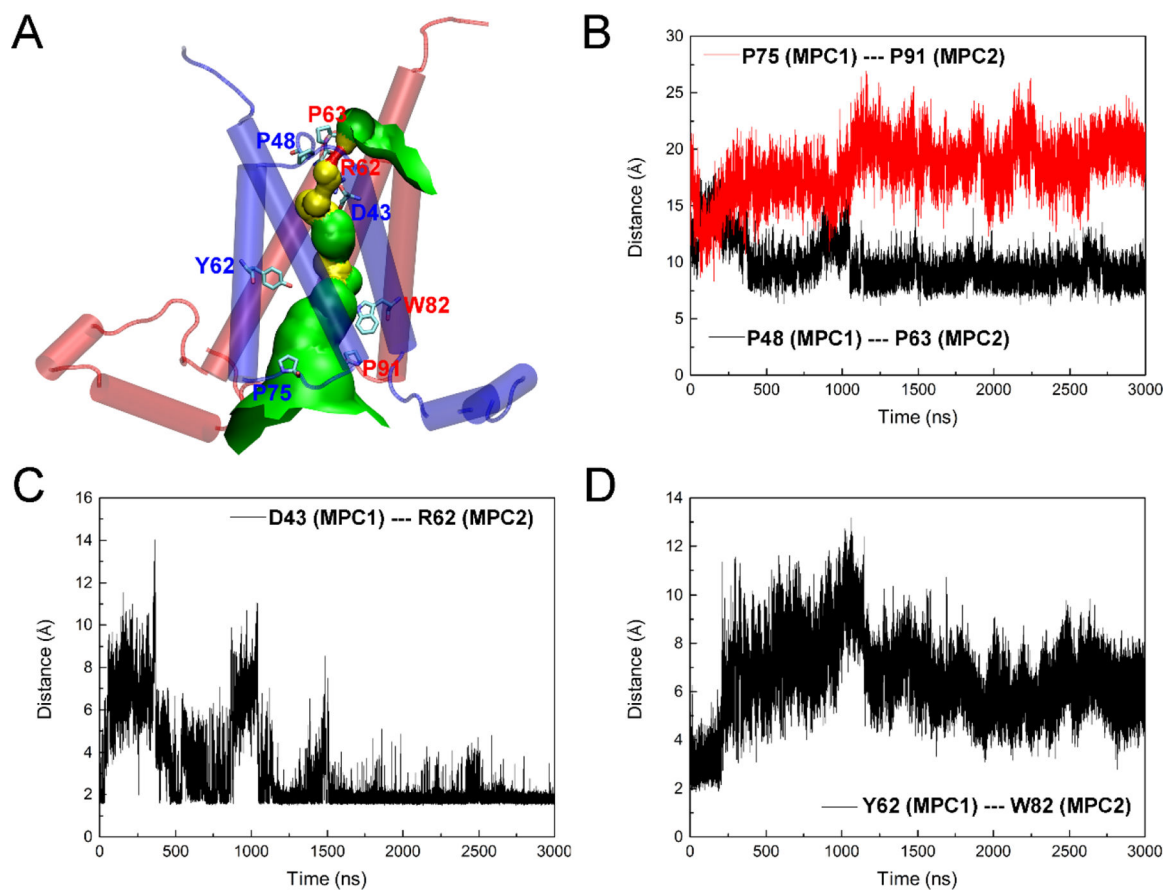 A
P63
P48
R62
D43
Y62
W82
P91
P75
B
30
25
20
15
10
5
0
Distance (Å)
P75 (MPC1) --- P91 (MPC2)
P48 (MPC1) --- P63 (MPC2)
0 500 1000 1500 2000 2500 3000
Time (ns)
C
16
14
12
10
8
6
4
2
0
Distance (Å)
D43 (MPC1) --- R62 (MPC2)
0 500 1000 1500 2000 2500 3000
Time (ns)
D
14
12
10
8
6
4
2
0
Distance (Å)
Y62 (MPC1) --- W82 (MPC2)
0 500 1000 1500 2000 2500 3000
Time (ns)